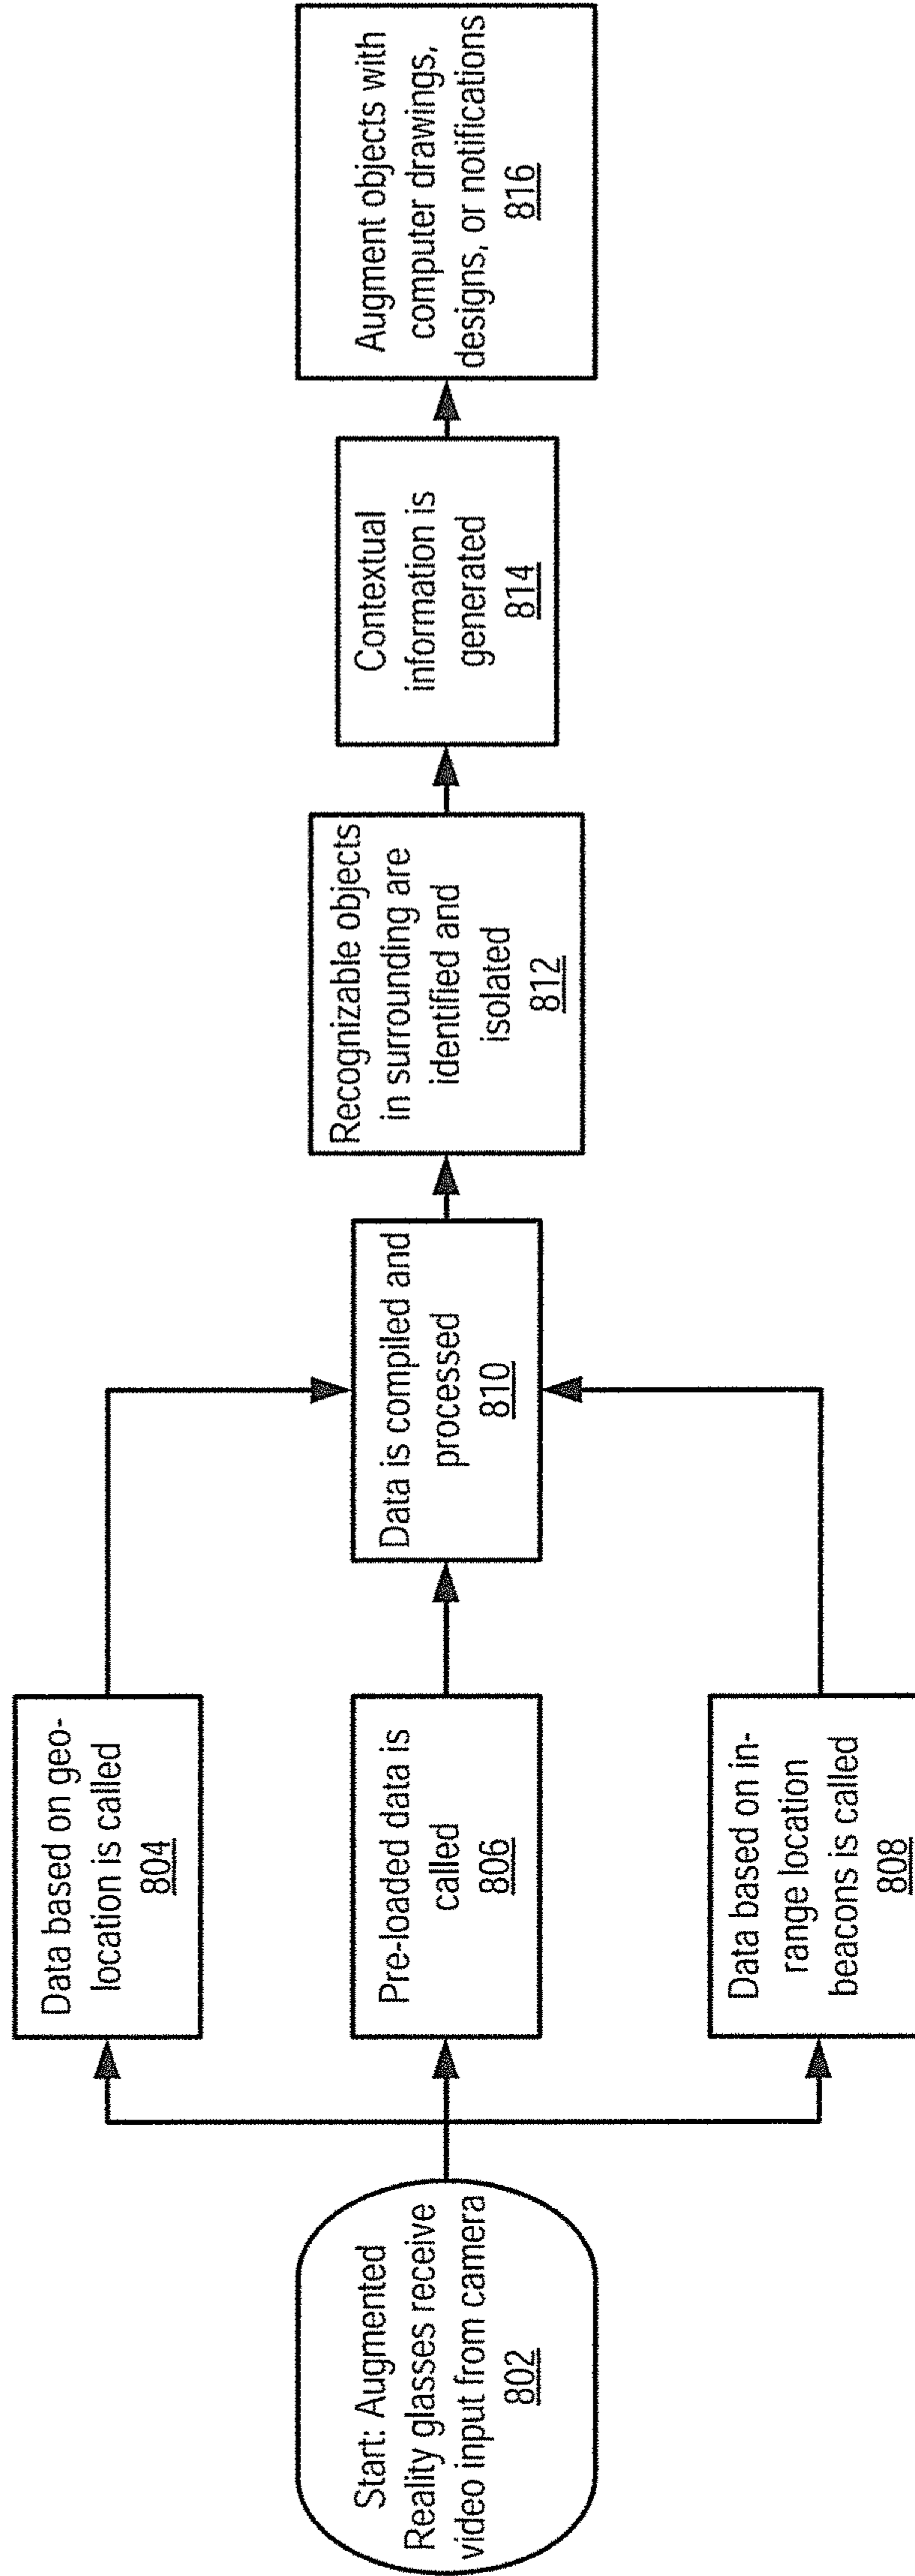 Start: Augmented
Reality glasses receive
video input from camera
802
Data based on geo-
location is called
804
Pre-loaded data is
called
806
Data based on in-
range location
beacons is called
808
Data is compiled and
processed
810
Recognizable objects
in surrounding are
identified and
isolated
812
Contextual
information is
generated
814
Augment objects with
computer drawings,
designs, or notifications
816